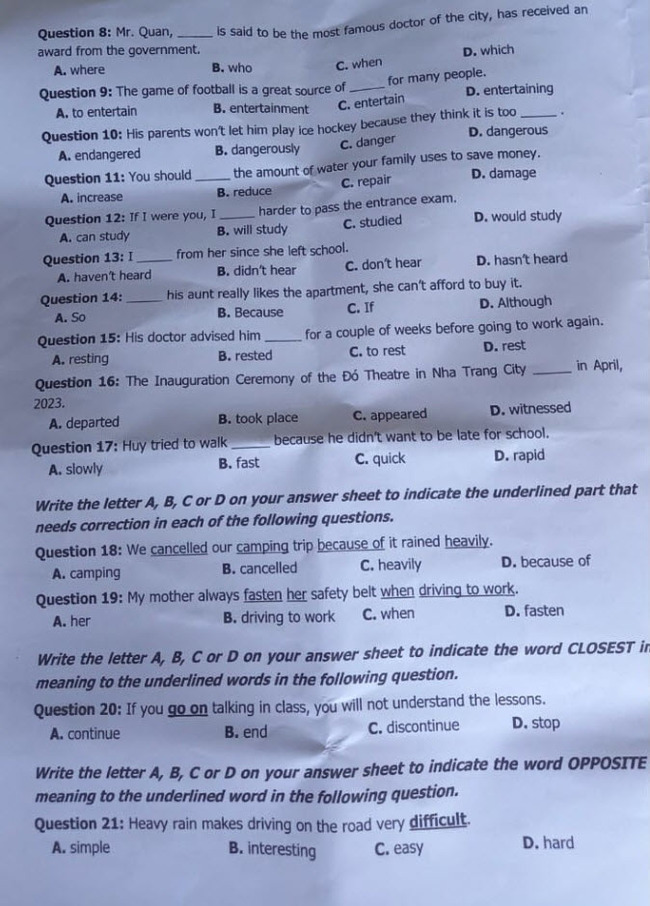 Question 8: Mr. Quan, _____ is said to be the most famous doctor of the city, has received an
award from the government.
A. where B. who C. when D. which
Question 9: The game of football is a great source of _____ for many people.
A. to entertain B. entertainment C. entertain D. entertaining
Question 10: His parents won't let him play ice hockey because they think it is too _____ .
A. endangered B. dangerously C. danger D. dangerous
Question 11: You should _____ the amount of water your family uses to save money.
A. increase B. reduce C. repair D. damage
Question 12: If I were you, I _____ harder to pass the entrance exam.
A. can study B. will study C. studied D. would study
Question 13: I _____ from her since she left school.
A. haven't heard B. didn't hear C. don't hear D. hasn't heard
Question 14: _____ his aunt really likes the apartment, she can't afford to buy it.
A. So B. Because C. If D. Although
Question 15: His doctor advised him _____ for a couple of weeks before going to work again.
A. resting B. rested C. to rest D. rest
Question 16: The Inauguration Ceremony of the Đó Theatre in Nha Trang City _____ in April,
2023.
A. departed B. took place C. appeared D. witnessed
Question 17: Huy tried to walk _____ because he didn't want to be late for school.
A. slowly B. fast C. quick D. rapid
Write the letter A, B, C or D on your answer sheet to indicate the underlined part that
needs correction in each of the following questions.
Question 18: We cancelled our camping trip because of it rained heavily.
A. camping B. cancelled C. heavily D. because of
Question 19: My mother always fasten her safety belt when driving to work.
A. her B. driving to work C. when D. fasten
Write the letter A, B, C or D on your answer sheet to indicate the word CLOSEST in
meaning to the underlined words in the following question.
Question 20: If you go on talking in class, you will not understand the lessons.
A. continue B. end C. discontinue D. stop
Write the letter A, B, C or D on your answer sheet to indicate the word OPPOSITE
meaning to the underlined word in the following question.
Question 21: Heavy rain makes driving on the road very difficult.
A. simple B. interesting C. easy D. hard